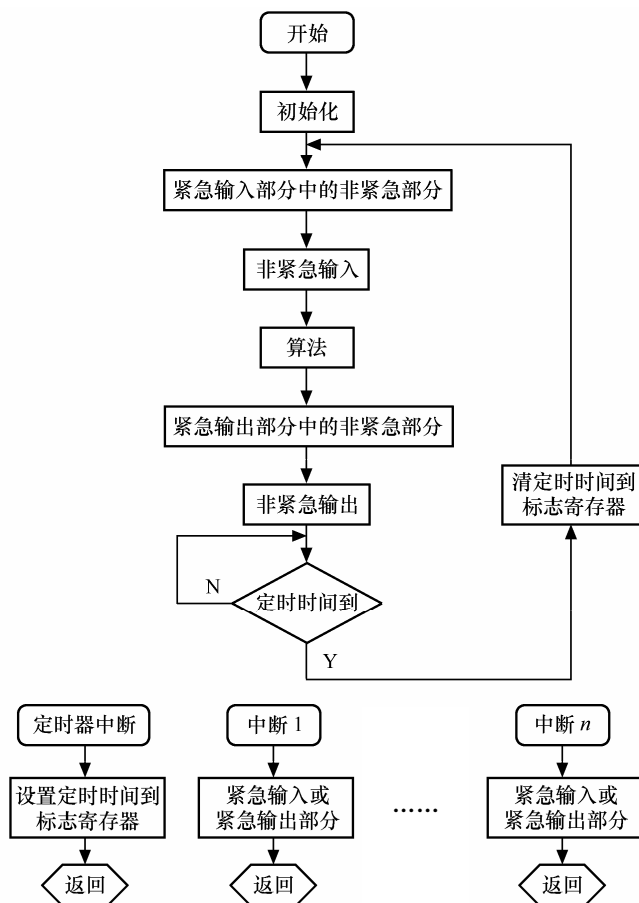 开始
初始化
紧急输入部分中的非紧急部分
非紧急输入
算法
紧急输出部分中的非紧急部分
非紧急输出
清定时时间到
标志寄存器
N
定时时间到
Y
定时器中断
中断 1
中断 n
设置定时时间到
标志寄存器
紧急输入或
紧急输出部分
……
紧急输入或
紧急输出部分
返回
返回
返回